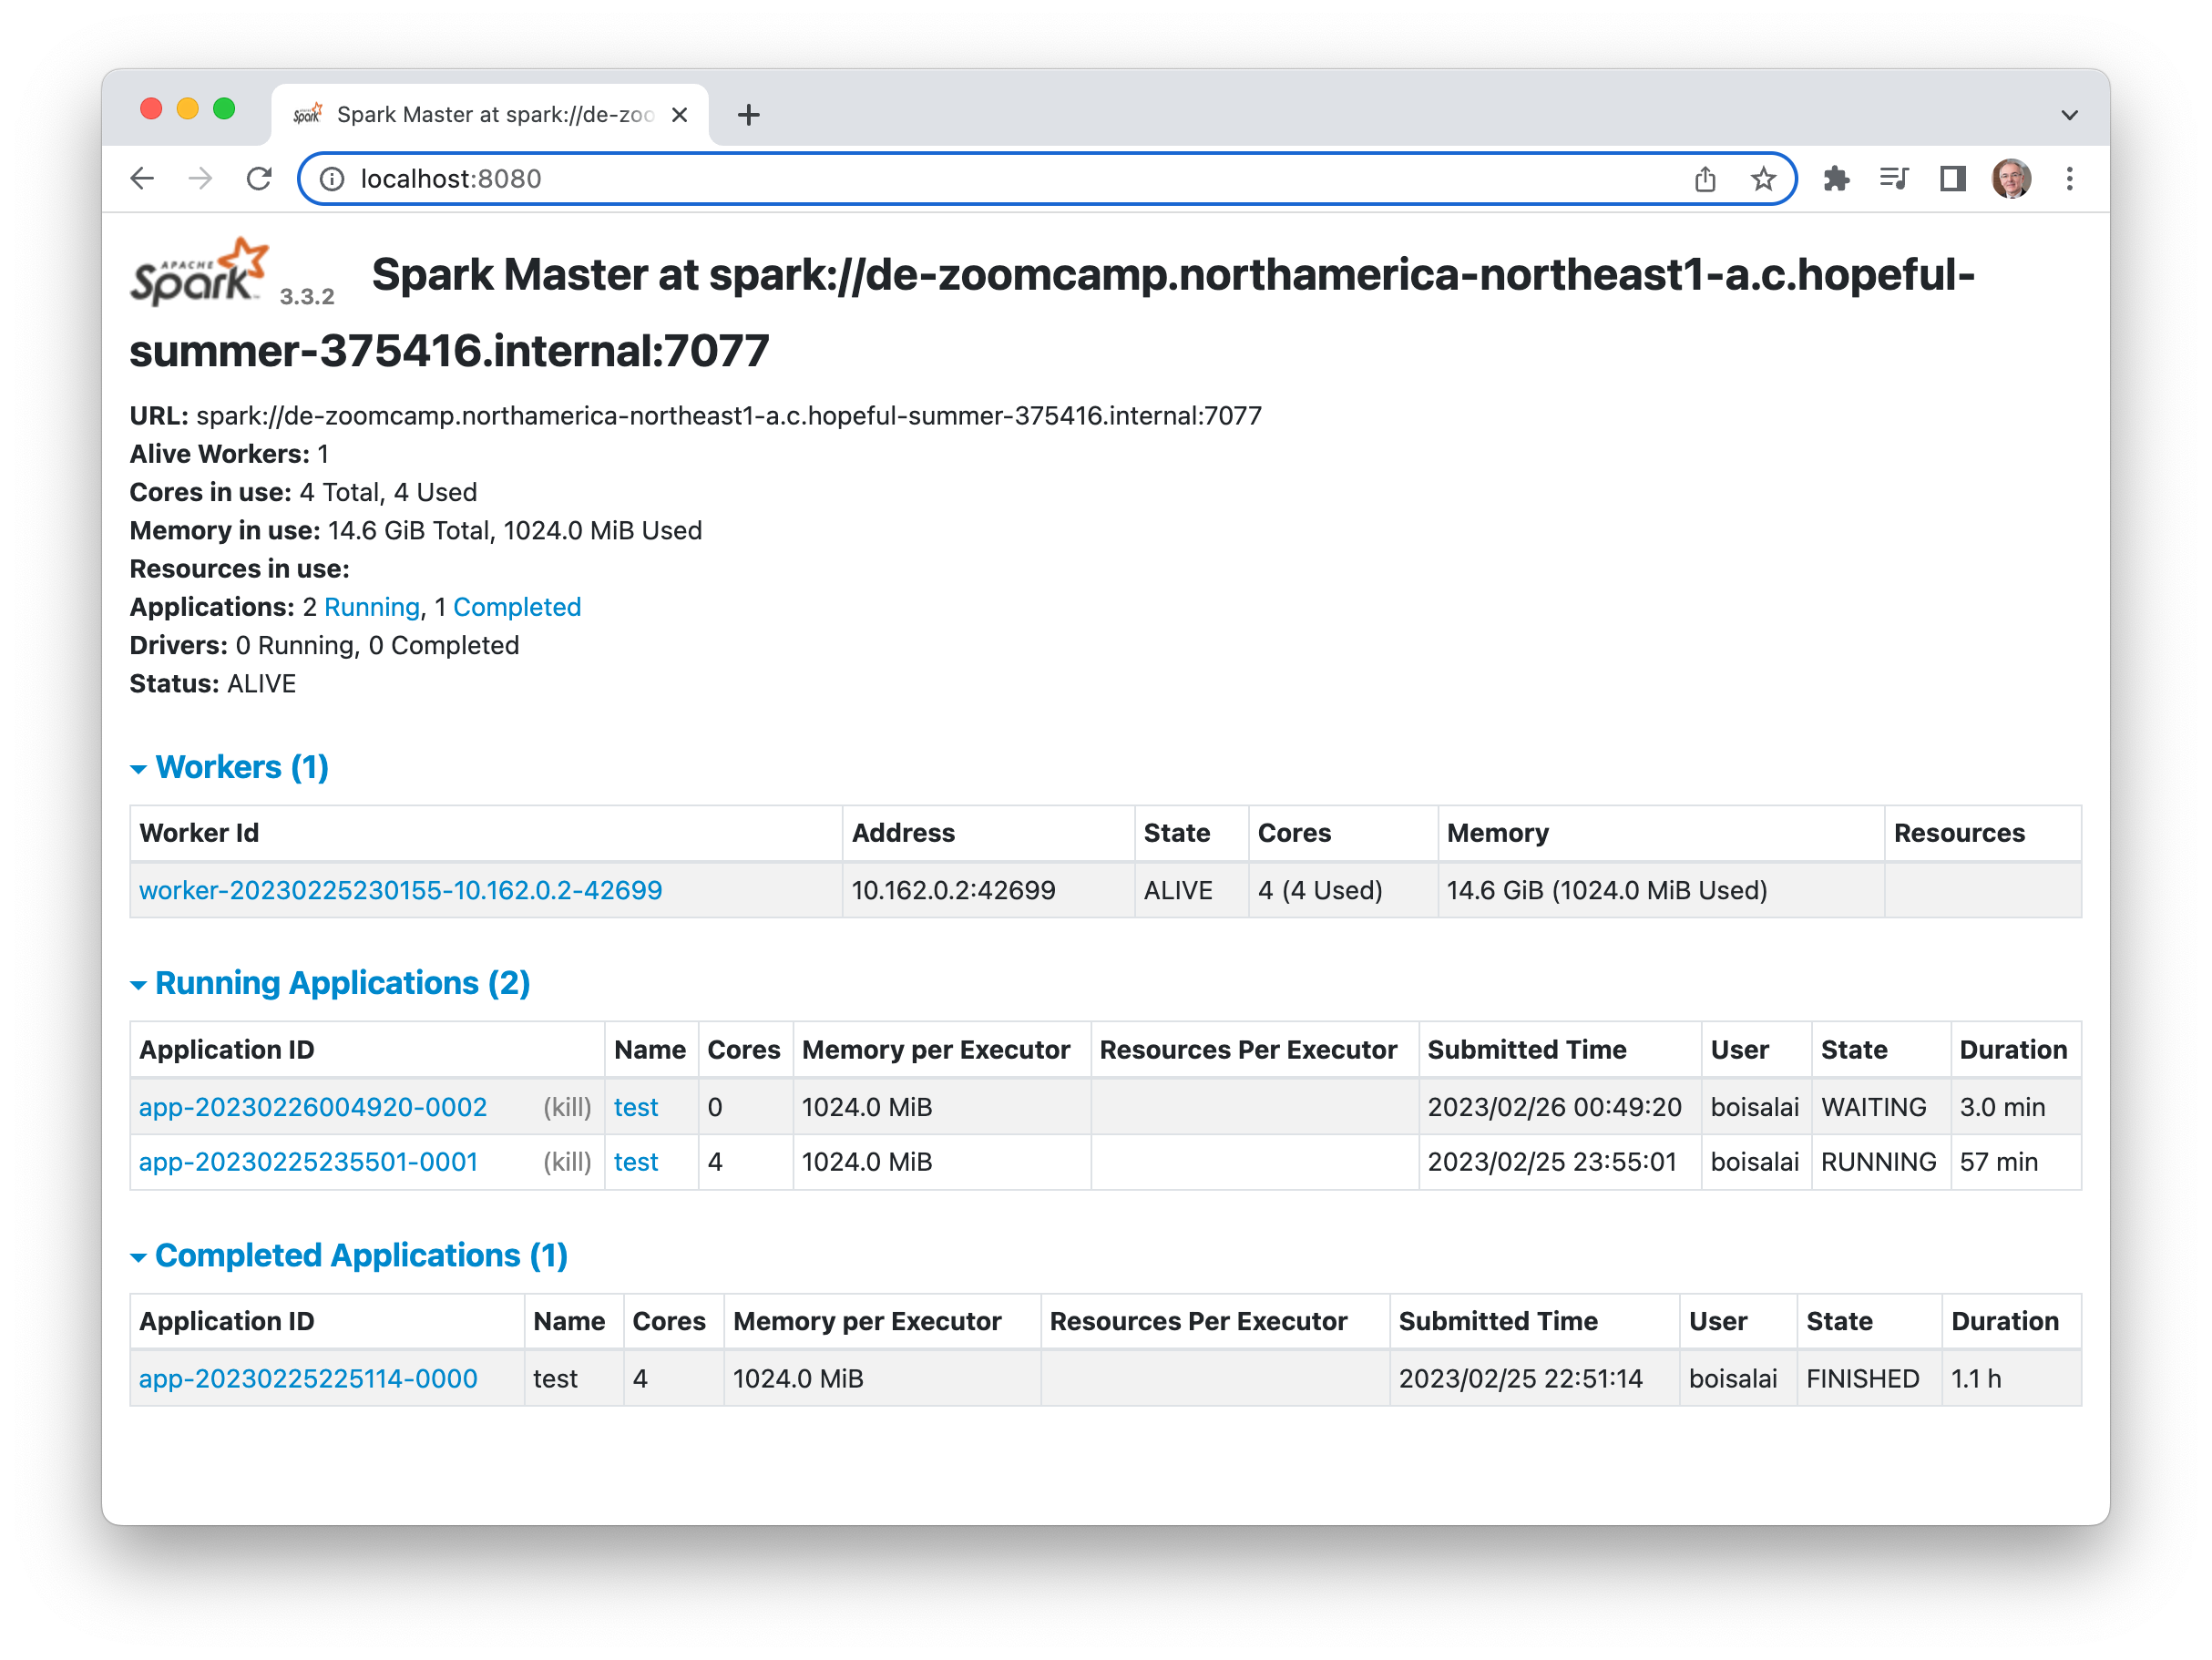 Spark Spark Master at spark://de-zoo
localhost:8080
APACHE Spark 3.3.2 Spark Master at spark://de-zoomcamp.northamerica-northeast1-a.c.hopeful-
summer-375416.internal:7077
URL: spark://de-zoomcamp.northamerica-northeast1-a.c.hopeful-summer-375416.internal:7077
Alive Workers: 1
Cores in use: 4 Total, 4 Used
Memory in use: 14.6 GiB Total, 1024.0 MiB Used
Resources in use:
Applications: 2 Running, 1 Completed
Drivers: 0 Running, 0 Completed
Status: ALIVE
Workers (1)
Worker Id Address State Cores Memory Resources
worker-20230225230155-10.162.0.2-42699 10.162.0.2:42699 ALIVE 4 (4 Used) 14.6 GiB (1024.0 MiB Used)
Running Applications (2)
Application ID Name Cores Memory per Executor Resources Per Executor Submitted Time User State Duration
app-20230226004920-0002 (kill) test 0 1024.0 MiB 2023/02/26 00:49:20 boisalai WAITING 3.0 min
app-20230225235501-0001 (kill) test 4 1024.0 MiB 2023/02/25 23:55:01 boisalai RUNNING 57 min
Completed Applications (1)
Application ID Name Cores Memory per Executor Resources Per Executor Submitted Time User State Duration
app-20230225225114-0000 test 4 1024.0 MiB 2023/02/25 22:51:14 boisalai FINISHED 1.1 h